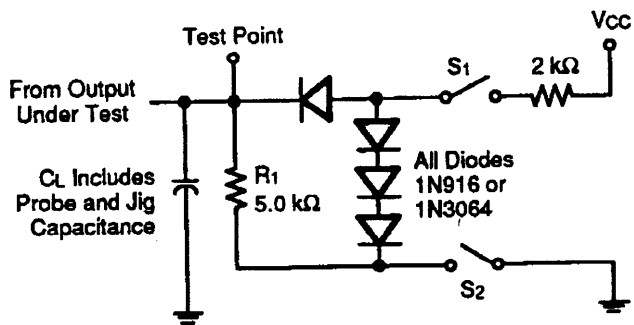 Test Point
VCC
S1
2 kΩ
From Output
Under Test
CL Includes
Probe and Jig
Capacitance
R1
5.0 kΩ
All Diodes
1N916 or
1N3064
S2